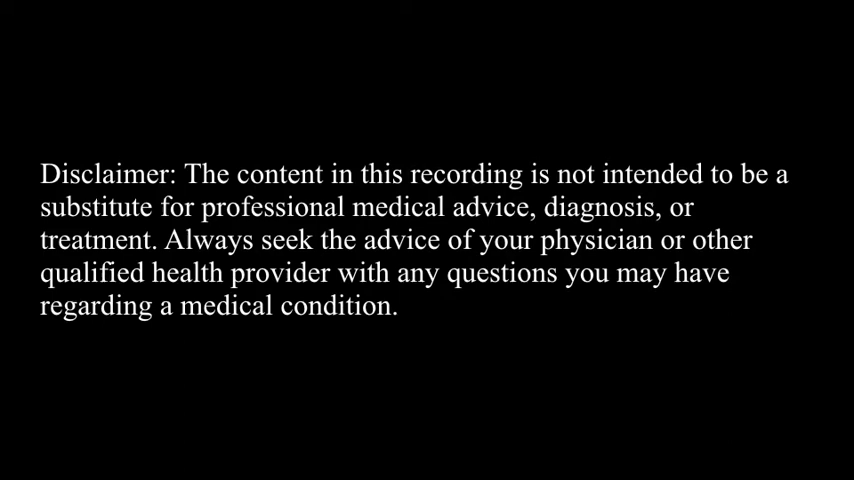 Disclaimer: The content in this recording is not intended to be a
substitute for professional medical advice, diagnosis, or
treatment. Always seek the advice of your physician or other
qualified health provider with any questions you may have
regarding a medical condition.